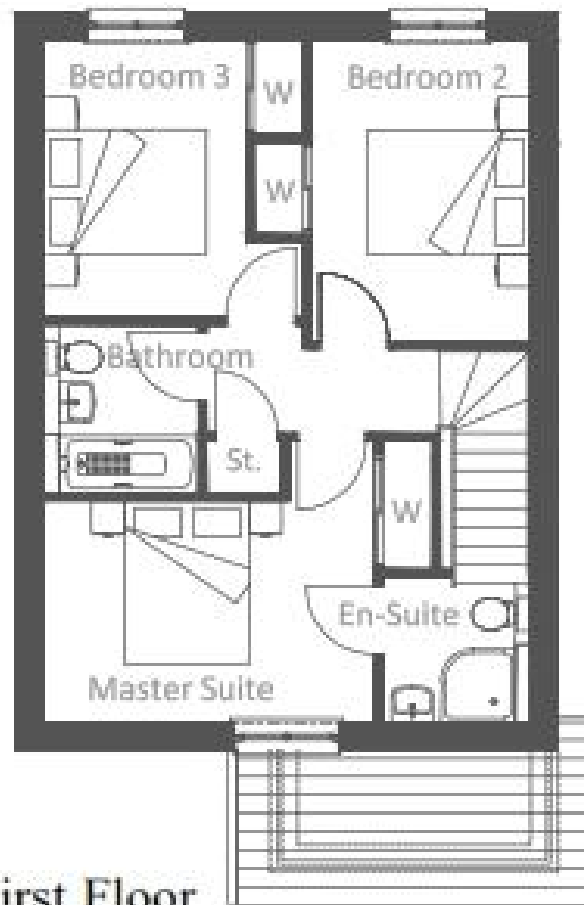 Bedroom 3
W
Bedroom 2
W
Bathroom
St.
W
En-Suite
Master Suite
irst Floor